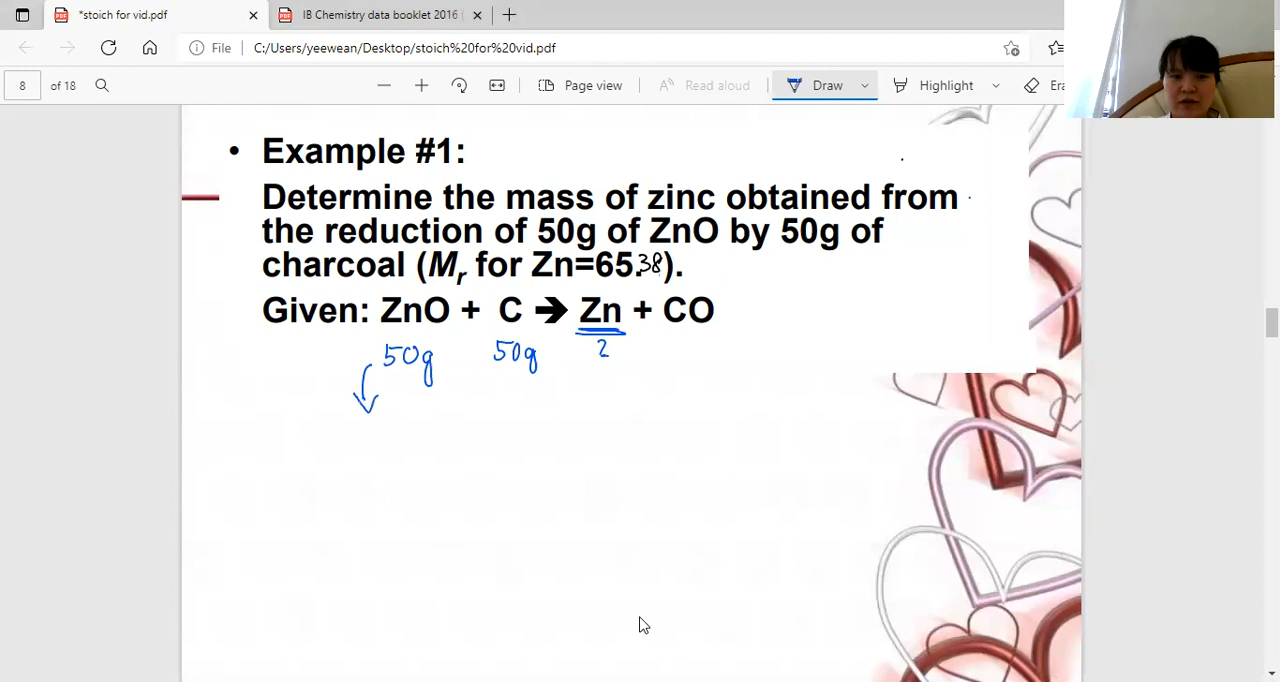 *stoich for vid.pdf
IB Chemistry data booklet 2016 (
File C:/Users/yeewean/Desktop/stoich%20for%20vid.pdf
8 of 18 Page view Read aloud Draw Highlight Era
• Example #1:
Determine the mass of zinc obtained from
the reduction of 50g of ZnO by 50g of
charcoal (Mr for Zn=65.38).
Given: ZnO + C ➔ Zn + CO
50g 50g ?